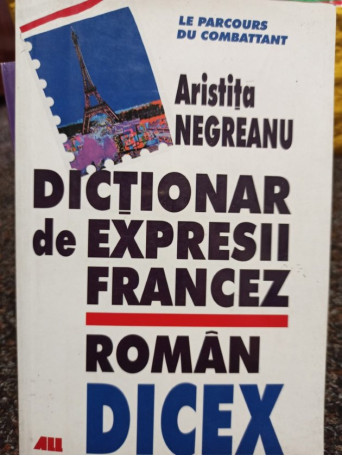 LE PARCOURS
DU COMBATTANT
Aristița
NEGREANU
DICȚIONAR
de EXPRESII
FRANCEZ
ROMÂN
DICEX
ALL